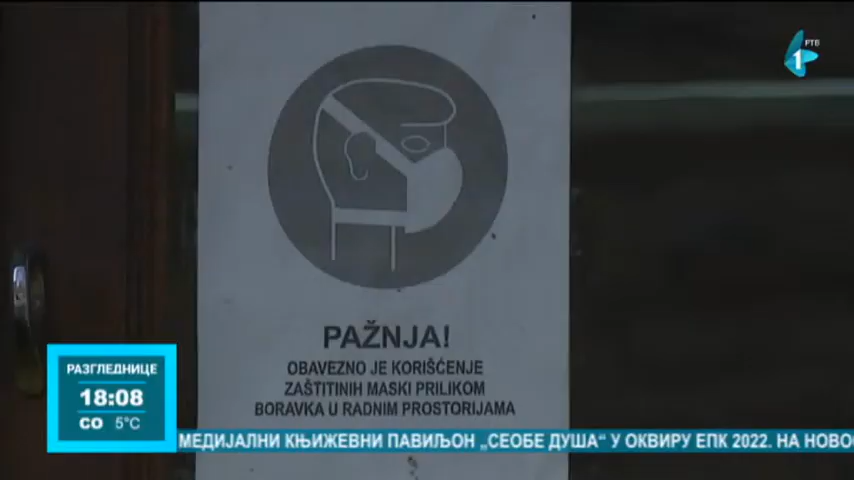 РТВ
1
PAŽNJA!
OBAVEZNO JE KORIŠĆENJE
ZAŠTITINIH MASKI PRILIKOM
BORAVKA U RADNIM PROSTORIJAMA
РАЗГЛЕДНИЦЕ
18:08
СО 5°C
МЕДИЈАЛНИ КЊИЖЕВНИ ПАВИЉОН „СЕОБЕ ДУША“ У ОКВИРУ ЕПК 2022. НА НОВО